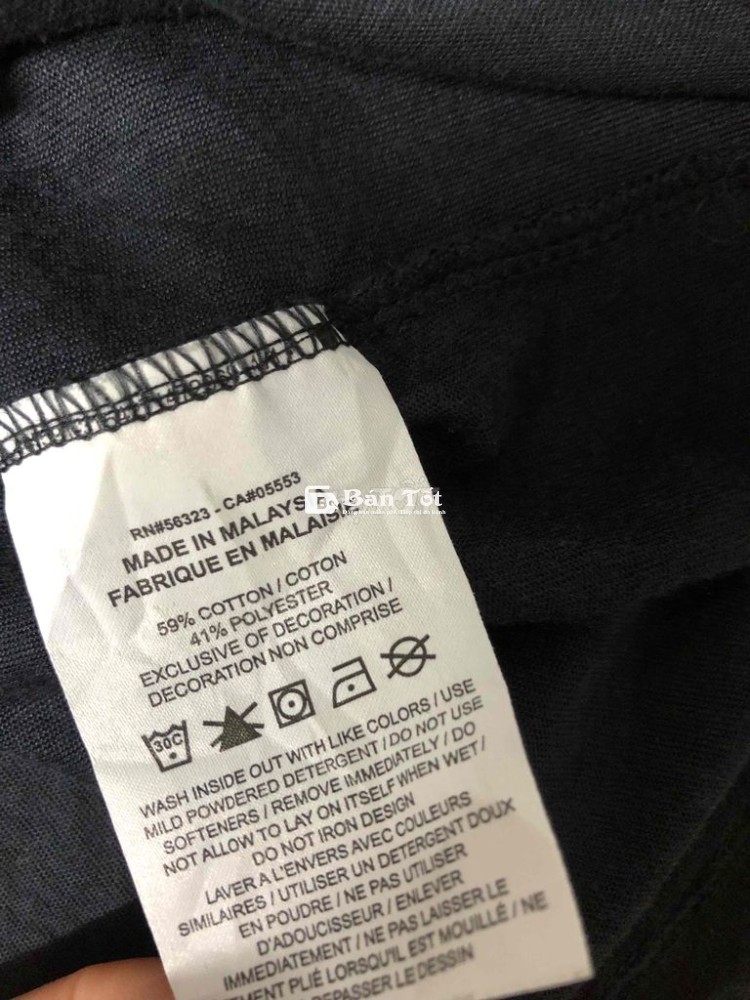 RN#56323 - CA#05553
MADE IN MALAYSIA
FABRIQUE EN MALAISIE
Bán Tốt
59% COTTON / COTON
41% POLYESTER
EXCLUSIVE OF DECORATION /
DECORATION NON COMPRISE
30C
WASH INSIDE OUT WITH LIKE COLORS / USE
MILD POWDERED DETERGENT / DO NOT USE
SOFTENERS / REMOVE IMMEDIATELY / DO
NOT ALLOW TO LAY ON ITSELF WHEN WET /
DO NOT IRON DESIGN
LAVER A L'ENVERS AVEC COULEURS
SIMILAIRES / UTILISER UN DETERGENT DOUX
EN POUDRE / NE PAS UTILISER
D'ADOUCISSEUR / ENLEVER
IMMEDIATEMENT / NE PAS LAISSER LE
TEMENT PLIÉ LORSQU'IL EST MOUILLÉ / NE
REPASSER LE DESSIN